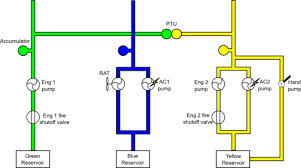 PTU
Accumulator
RAT
Eng 1
pump
AC1
pump
Eng 2
pump
AC2
pump
Hand
pump
Eng 1 fire
shutoff valve
Eng 2 fire
shutoff valve
Green
Reservoir
Blue
Reservoir
Yellow
Reservoir